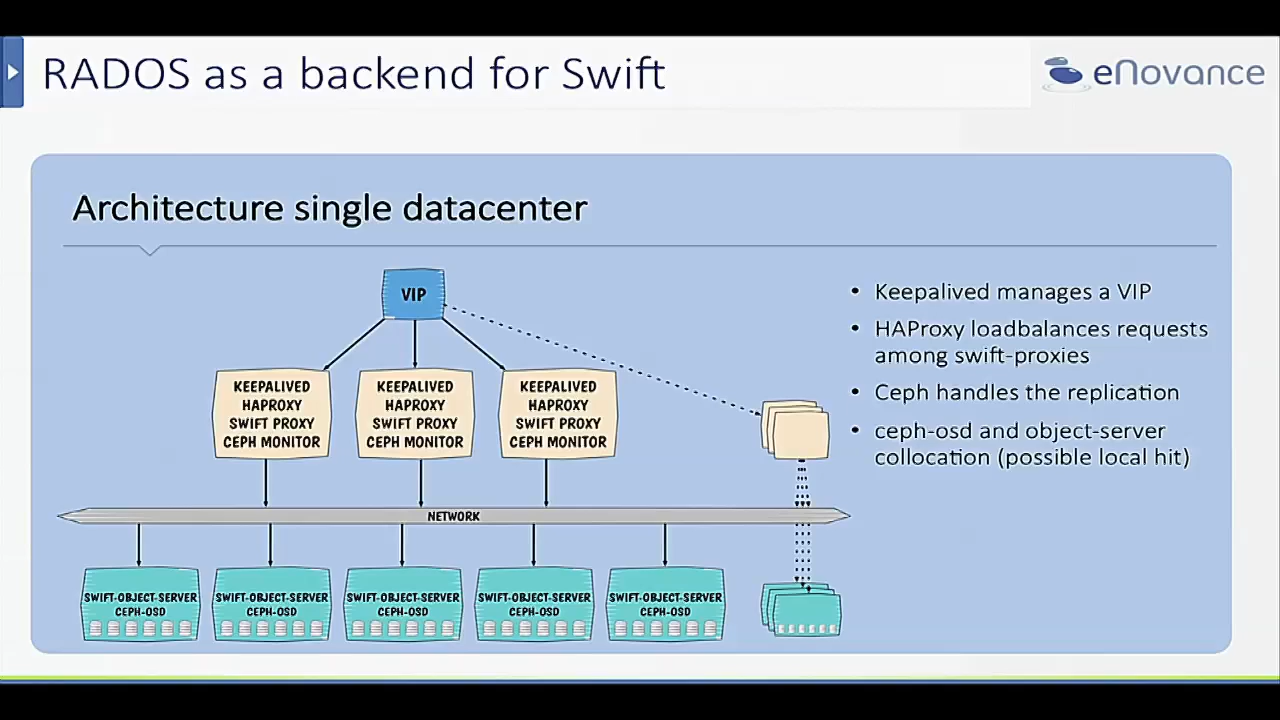 RADOS as a backend for Swift
eNovance
Architecture single datacenter
VIP
KEEPALIVED
HAPROXY
SWIFT PROXY
CEPH MONITOR
KEEPALIVED
HAPROXY
SWIFT PROXY
CEPH MONITOR
KEEPALIVED
HAPROXY
SWIFT PROXY
CEPH MONITOR
NETWORK
SWIFT-OBJECT-SERVER
CEPH-OSD
SWIFT-OBJECT-SERVER
CEPH-OSD
SWIFT-OBJECT-SERVER
CEPH-OSD
SWIFT-OBJECT-SERVER
CEPH-OSD
SWIFT-OBJECT-SERVER
CEPH-OSD
• Keepalived manages a VIP
• HAProxy loadbalances requests
among swift-proxies
• Ceph handles the replication
• ceph-osd and object-server
collocation (possible local hit)